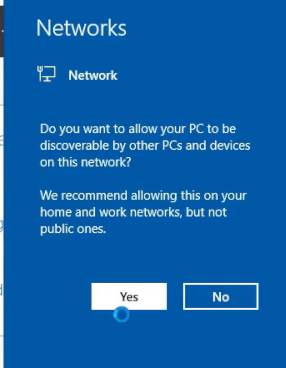 Networks
Network
Do you want to allow your PC to be
discoverable by other PCs and devices
on this network?
We recommend allowing this on your
home and work networks, but not
public ones.
Yes
No